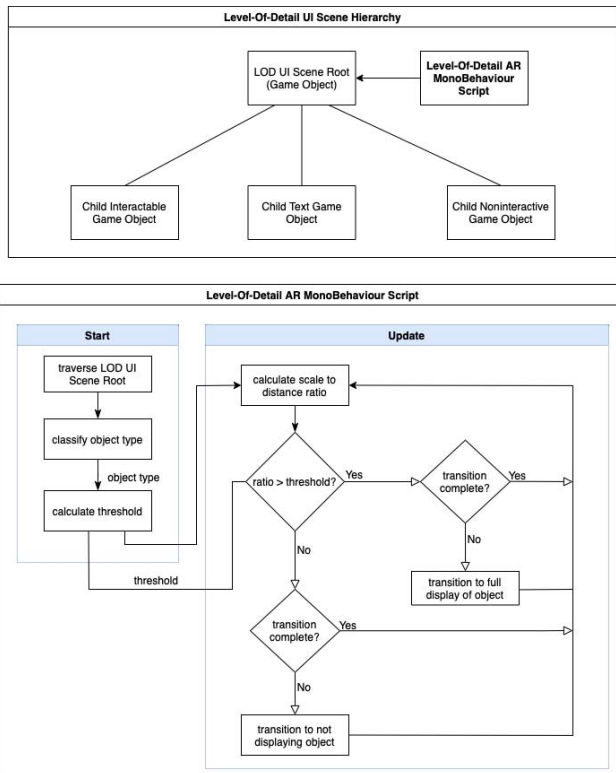 Level-Of-Detail UI Scene Hierarchy
LOD UI Scene Root
(Game Object)
Level-Of-Detail AR
MonoBehaviour
Script
Child Interactable
Game Object
Child Text Game
Object
Child Noninteractive
Game Object
Level-Of-Detail AR MonoBehaviour Script
Start
traverse LOD UI
Scene Root
classify object type
object type
calculate threshold
threshold
Update
calculate scale to
distance ratio
ratio > threshold?
Yes
transition
complete?
Yes
No
transition to full
display of object
No
transition
complete?
Yes
No
transition to not
displaying object